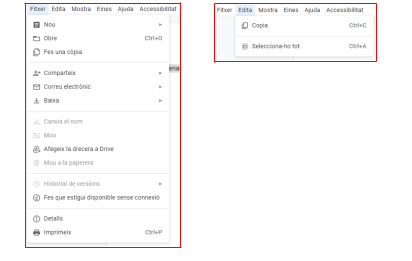 Fitxer Edita Mostra Eines Ajuda Accessibilitat
Nou
Obre Ctrl+O
Fes una còpia
ena
Comparteix
Correu electrònic
Baixa
Canvia el nom
Mou
Afegeix la drecera a Drive
Mou a la paperera
Historial de versions
Fes que estigui disponible sense connexió
Detalls
Imprimeix Ctrl+P
Fitxer Edita Mostra Eines Ajuda Accessibilitat
Copia Ctrl+C
Selecciona-ho tot Ctrl+A